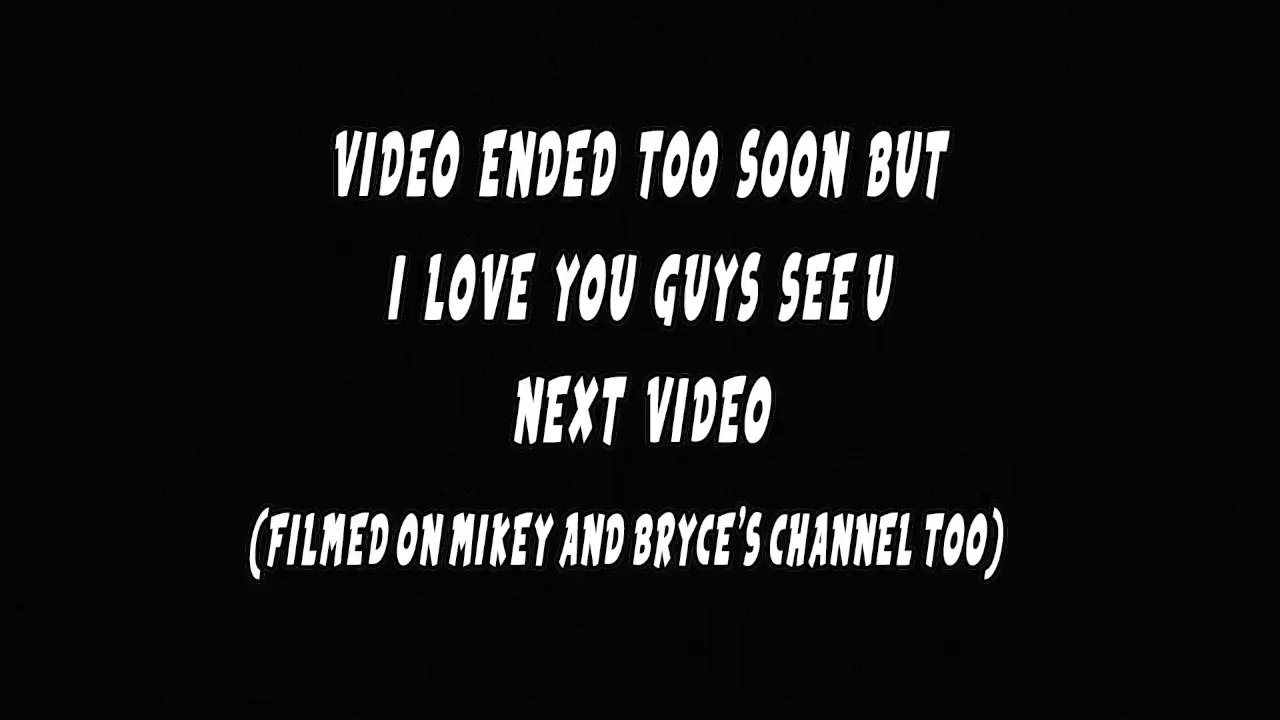 VIDEO ENDED TOO SOON BUT
I LOVE YOU GUYS SEE U
NEXT VIDEO
(FILMED ON MIKEY AND BRYCE'S CHANNEL TOO)